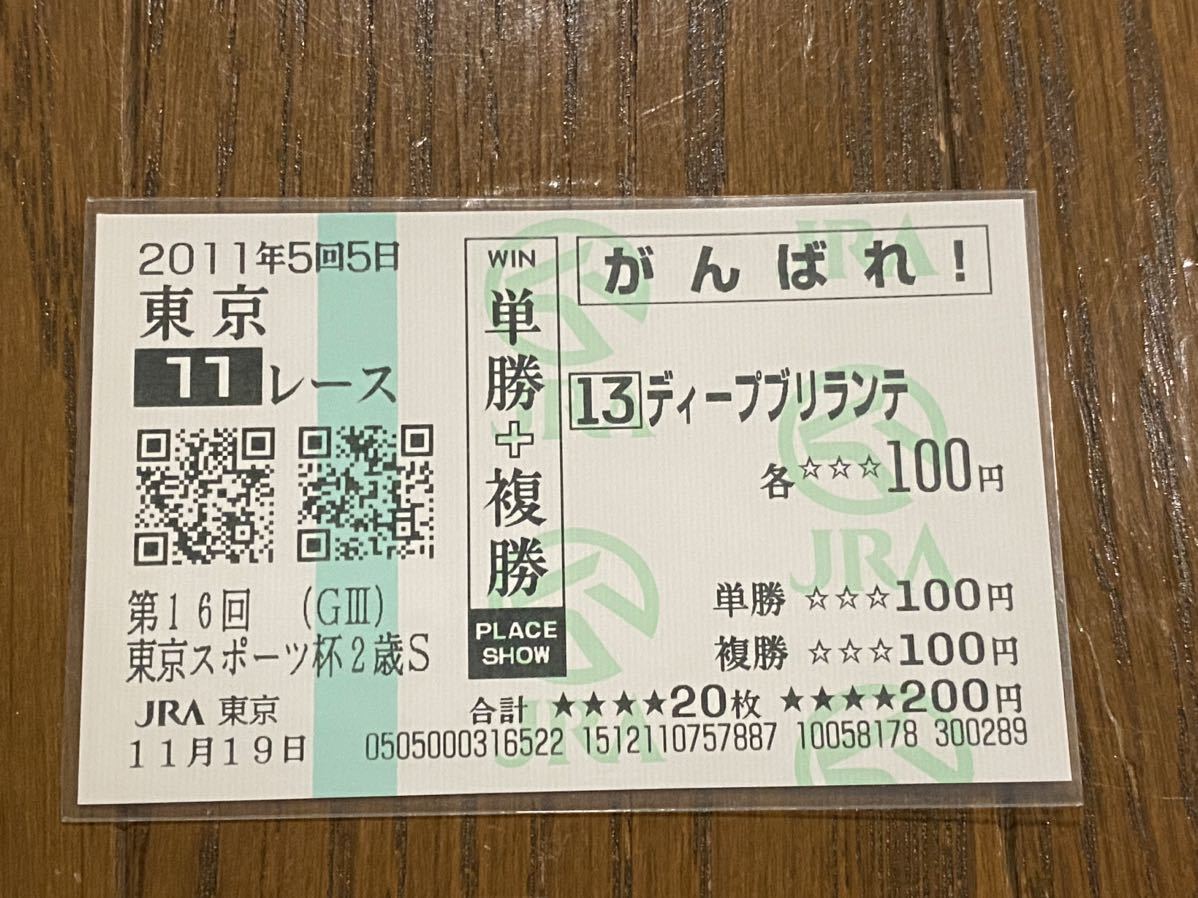 2011年5回5日
東京
11レース
第16回 (GⅢ)
東京スポーツ杯2歳S
JRA 東京
11月19日
WIN
単勝+複勝
PLACE
SHOW
がんばれ!
13ディープブリランテ
各☆☆☆100円
単勝 ☆☆☆100円
複勝 ☆☆☆100円
合計 ★★★★20枚 ★★★★200円
0505000316522 1512110757887 10058178 300289
JRA
JRA
JRA
JRA